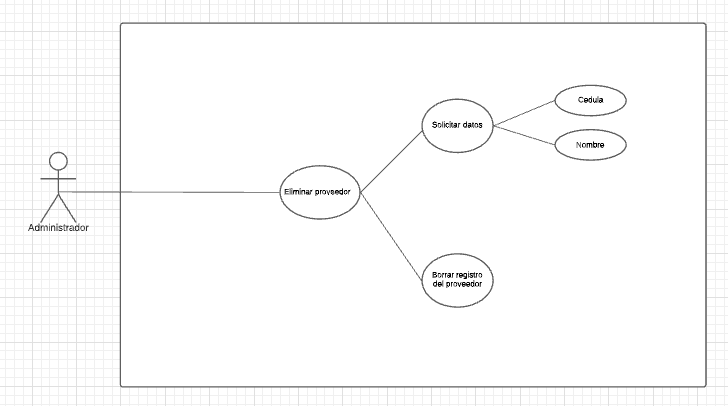 Cedula
Solicitar datos
Nombre
Eliminar proveedor
Administrador
Borrar registro
del proveedor